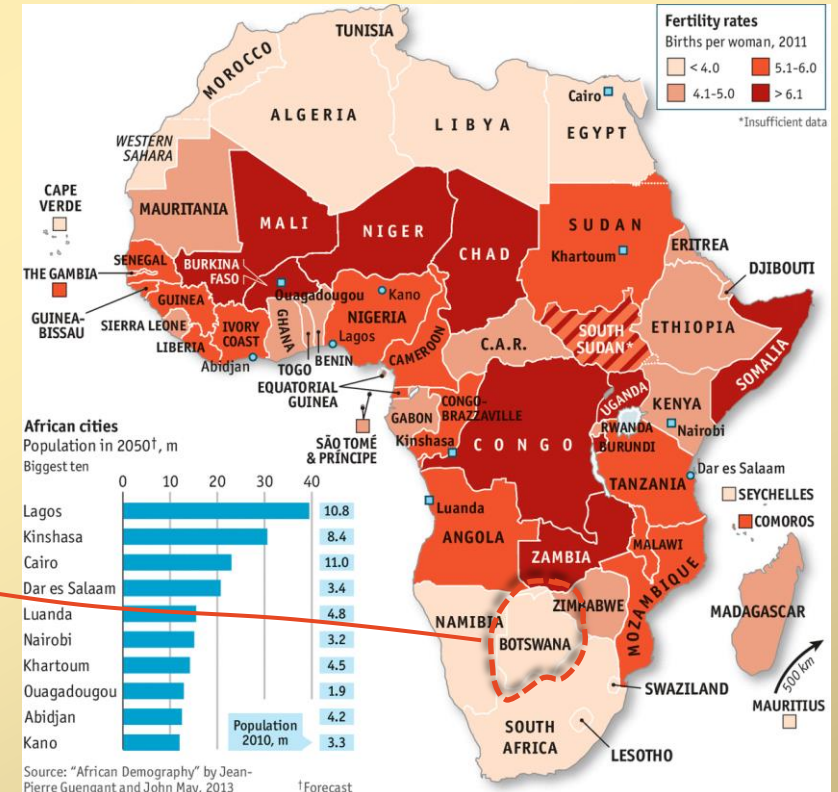 Fertility rates
Births per woman, 2011
< 4.0
5.1-6.0
4.1-5.0
> 6.1
*Insufficient data
TUNISIA
MOROCCO
ALGERIA
LIBYA
Cairo
EGYPT
WESTERN
SAHARA
CAPE
VERDE
MAURITANIA
MALI
NIGER
CHAD
SUDAN
Khartoum
ERITREA
DJIBOUTI
SENEGAL
THE GAMBIA
BURKINA
FASO
Ouagadougou
Kano
GUINEA-
BISSAU
GUINEA
NIGERIA
SIERRA LEONE
IVORY
COAST
GHANA
Lagos
LIBERIA
Abidjan
TOGO
BENIN
CAMEROON
C.A.R.
SOUTH
SUDAN*
ETHIOPIA
SOMALIA
EQUATORIAL
GUINEA
GABON
CONGO-
BRAZZAVILLE
UGANDA
KENYA
RWANDA
Nairobi
BURUNDI
SÃO TOMÉ
& PRÍNCIPE
Kinshasa
CONGO
Dar es Salaam
TANZANIA
SEYCHELLES
COMOROS
Luanda
ANGOLA
MALAWI
ZAMBIA
MOZAMBIQUE
MADAGASCAR
NAMIBIA
ZIMBABWE
BOTSWANA
500 km
MAURITIUS
SWAZILAND
SOUTH
AFRICA
LESOTHO
African cities
Population in 2050†, m
Biggest ten
0 10 20 30 40
Lagos 10.8
Kinshasa 8.4
Cairo 11.0
Dar es Salaam 3.4
Luanda 4.8
Nairobi 3.2
Khartoum 4.5
Ouagadougou 1.9
Abidjan 4.2
Kano 3.3
Population
2010, m
Source: "African Demography" by Jean-
Pierre Guengant and John May, 2013
†Forecast